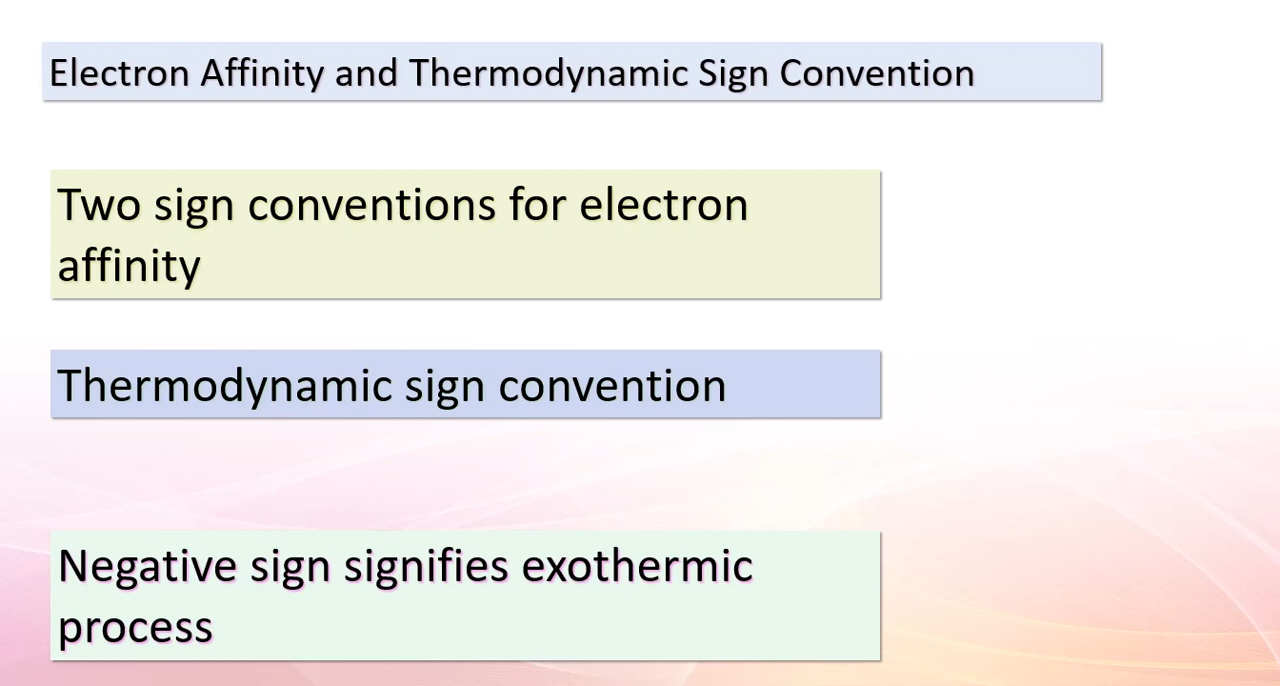 Electron Affinity and Thermodynamic Sign Convention
Two sign conventions for electron
affinity
Thermodynamic sign convention
Negative sign signifies exothermic
process